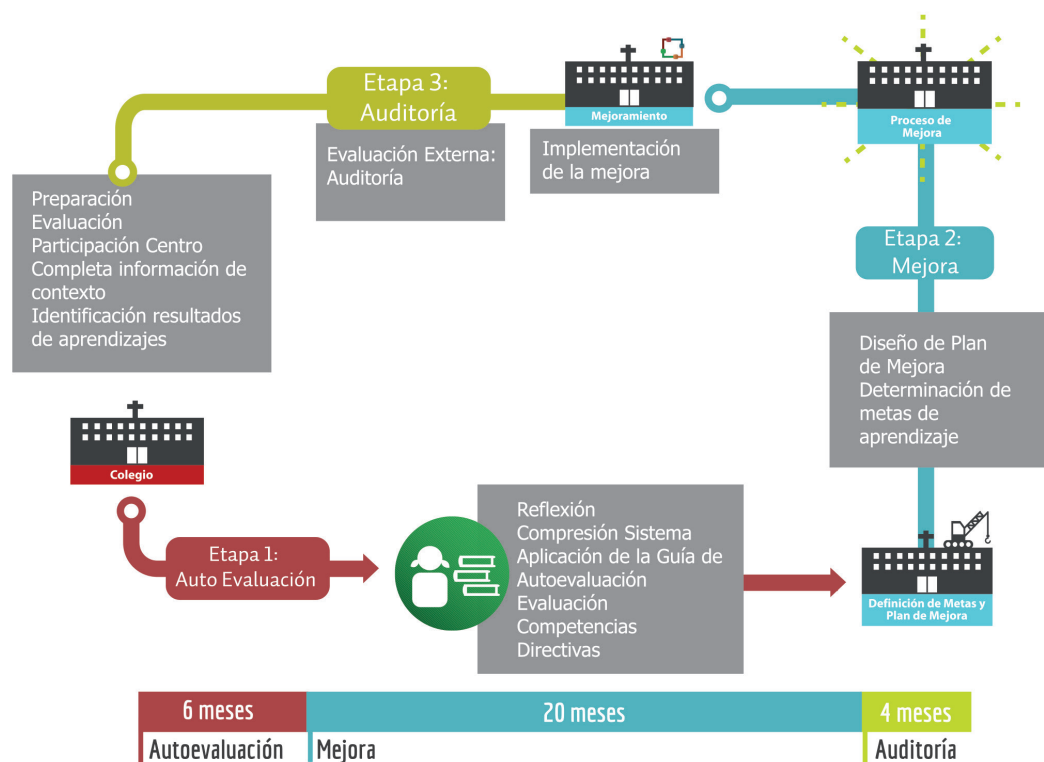 Etapa 3:
Auditoría
Evaluación Externa:
Auditoría
Mejoramiento
Implementación
de la mejora
Proceso de
Mejora
Preparación
Evaluación
Participación Centro
Completa información de
contexto
Identificación resultados
de aprendizajes
Etapa 2:
Mejora
Diseño de Plan
de Mejora
Determinación de
metas de
aprendizaje
Colegio
Etapa 1:
Auto Evaluación
Reflexión
Compresión Sistema
Aplicación de la Guía de
Autoevaluación
Evaluación
Competencias
Directivas
Definición de Metas y
Plan de Mejora
6 meses
20 meses
4 meses
Autoevaluación
Mejora
Auditoría